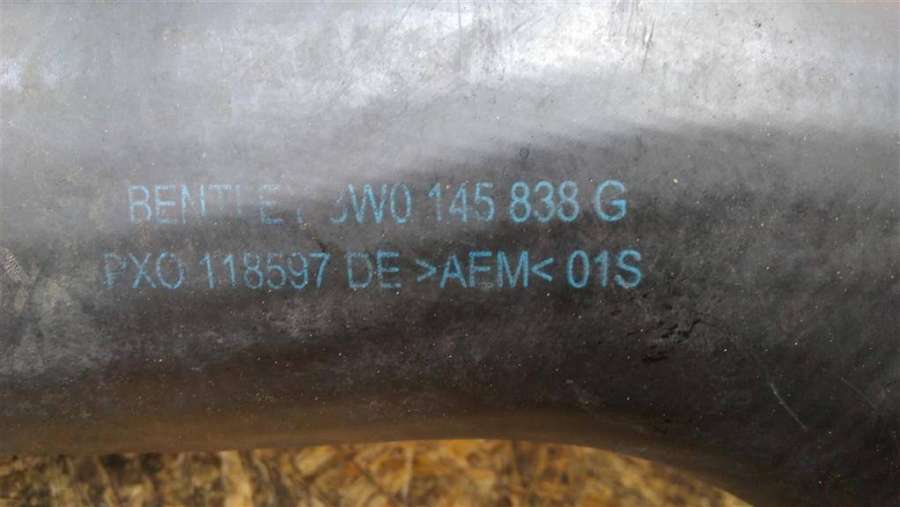 BENTLEY 3W0 145 838 G
PXO 118597 DE >AEM< 01S